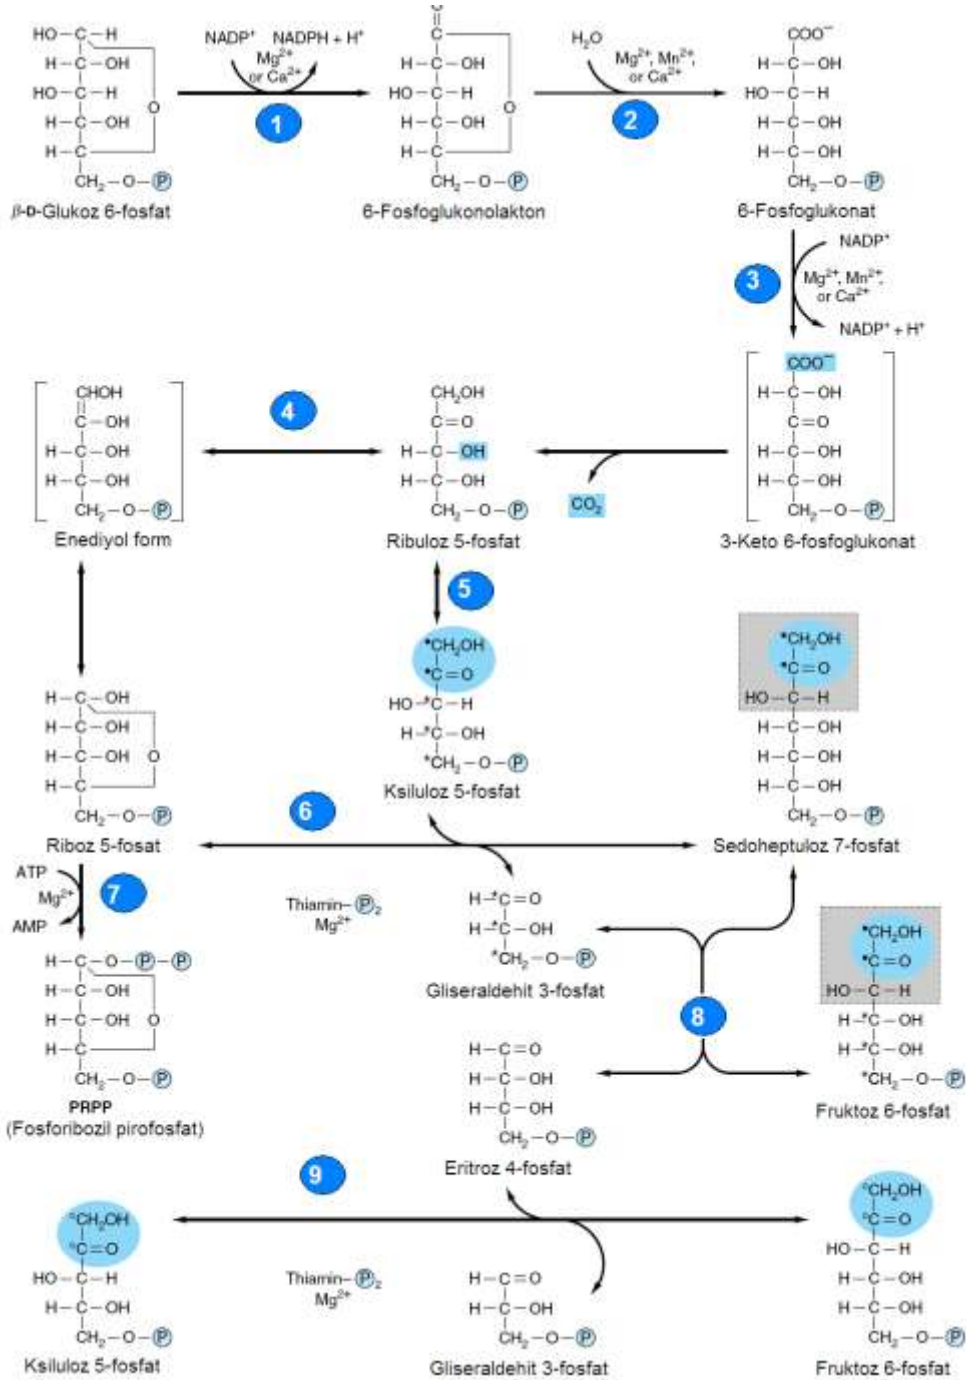 O
HO–C–H
NADP⁺ NADPH + H⁺
Mg²⁺
or Ca²⁺
C
H₂O
Mg²⁺, Mn²⁺,
or Ca²⁺
COO⁻
H–C–OH
H–C–OH
H–C–OH
HO–C–H
O
1
HO–C–H
O
2
HO–C–H
H–C–OH
H–C–OH
H–C–OH
H–C
H–C
H–C–OH
CH₂–O–P
CH₂–O–P
CH₂–O–P
β-D-Glukoz 6-fosfat
6-Fosfoglukonolakton
6-Fosfoglukonat
NADP⁺
3
Mg²⁺, Mn²⁺,
or Ca²⁺
NADP⁺ + H⁺
COO⁻
CHOH
4
CH₂OH
H–C–OH
C–OH
C=O
C=O
H–C–OH
H–C–OH
H–C–OH
H–C–OH
H–C–OH
H–C–OH
CH₂–O–P
CH₂–O–P
CO₂
CH₂–O–P
Enediyol form
Ribuloz 5-fosfat
3-Keto 6-fosfoglukonat
5
*CH₂OH
*CH₂OH
*C=O
*C=O
H–C–OH
HO–*C–H
HO–C–H
H–C–OH
H–*C–OH
H–C–OH
H–C–OH
O
*CH₂–O–P
H–C–OH
H–C
Ksiluloz 5-fosfat
H–C–OH
CH₂–O–P
6
CH₂–O–P
Riboz 5-fosat
Sedoheptuloz 7-fosfat
ATP
Mg²⁺
7
AMP
Thiamin–P₂
Mg²⁺
H–*C=O
H–*C–OH
*CH₂–O–P
Gliseraldehit 3-fosfat
*CH₂OH
*C=O
HO–C–H
H–*C–OH
H–*C–OH
*CH₂–O–P
Fruktoz 6-fosfat
H–C–O–P–P
H–C–OH
H–C–OH O
H–C
CH₂–O–P
PRPP
(Fosforibozil pirofosfat)
8
H–C=O
H–C–OH
H–C–OH
CH₂–O–P
Eritroz 4-fosfat
9
°CH₂OH
°C=O
HO–C–H
H–C–OH
CH₂–O–P
Ksiluloz 5-fosfat
Thiamin–P₂
Mg²⁺
H–C=O
H–C–OH
CH₂–O–P
Gliseraldehit 3-fosfat
°CH₂OH
°C=O
HO–C–H
H–C–OH
H–C–OH
CH₂–O–P
Fruktoz 6-fosfat